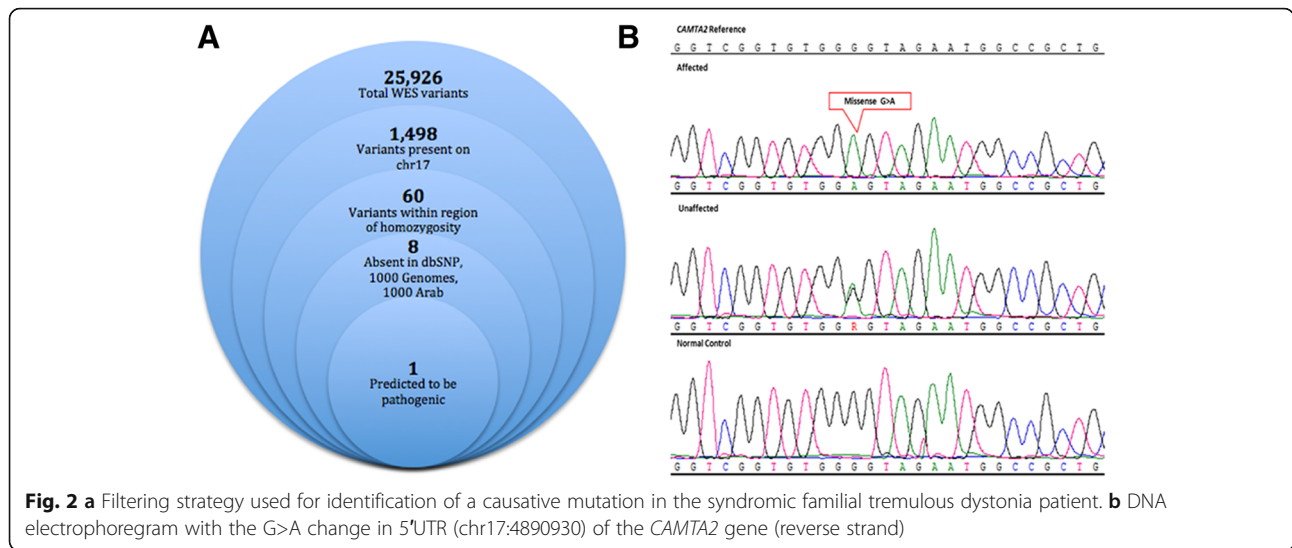 A
25,926
Total WES variants
1,498
Variants present on
chr17
60
Variants within region
of homozygosity
8
Absent in dbSNP,
1000 Genomes,
1000 Arab
1
Predicted to be
pathogenic
B
CAMTA2 Reference
G G T C G G T G T G G G G T A G A A T G G C C G C T G
Affected
Missense G>A
G G T C G G T G T G G A G T A G A A T G G C C G C T G
Unaffected
G G T C G G T G T G G R G T A G A A T G G C C G C T G
Normal Control
G G T C G G T G T G G G G T A G A A T G G C C G C T G
Fig. 2 a Filtering strategy used for identification of a causative mutation in the syndromic familial tremulous dystonia patient. b DNA
electrophoregram with the G>A change in 5′UTR (chr17:4890930) of the CAMTA2 gene (reverse strand)